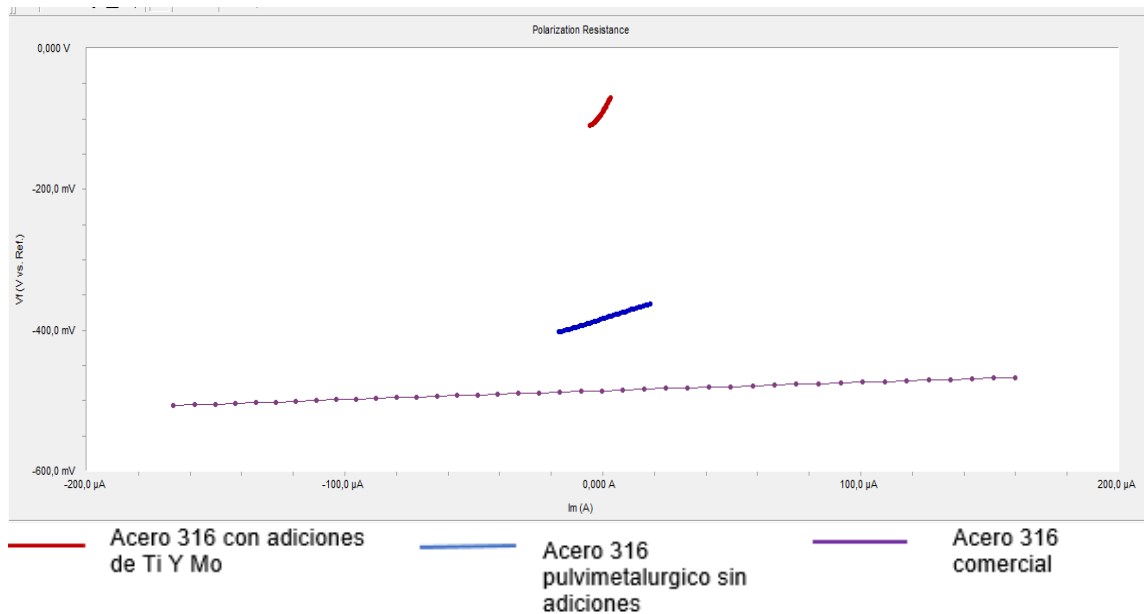 Polarization Resistance
0,000 V
-200,0 mV
-400,0 mV
-600,0 mV
Vf (V vs. Ref.)
-200,0 µA
-100,0 µA
0,000 A
100,0 µA
200,0 µA
Im (A)
Acero 316 con adiciones
de Ti Y Mo
Acero 316
pulvimetalurgico sin
adiciones
Acero 316
comercial